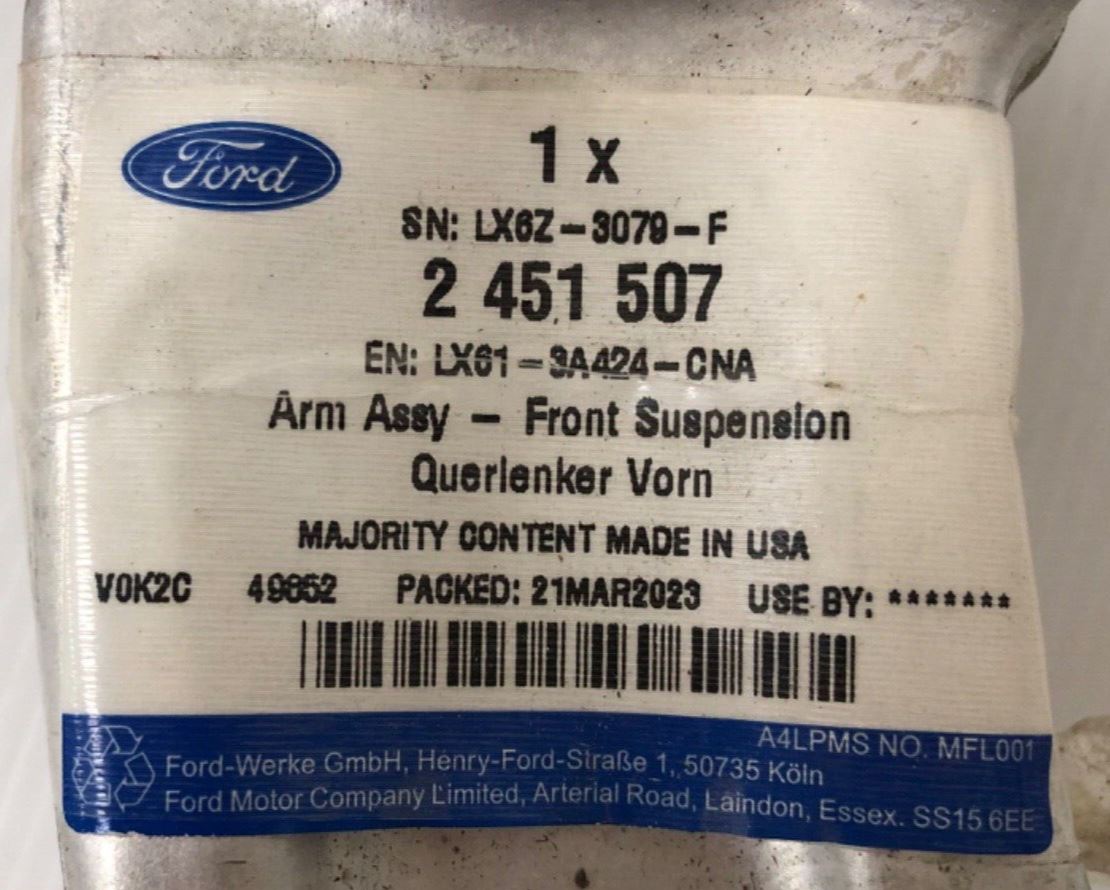 Ford
1 x
SN: LX6Z-3079-F
2 451 507
EN: LX61-3A424-CNA
Arm Assy - Front Suspension
Querlenker Vorn
MAJORITY CONTENT MADE IN USA
V0K2C 49852 PACKED: 21MAR2023 USE BY: *******
A4LPMS NO. MFL001
Ford-Werke GmbH, Henry-Ford-Straße 1, 50735 Köln
Ford Motor Company Limited, Arterial Road, Laindon, Essex. SS15 6EE